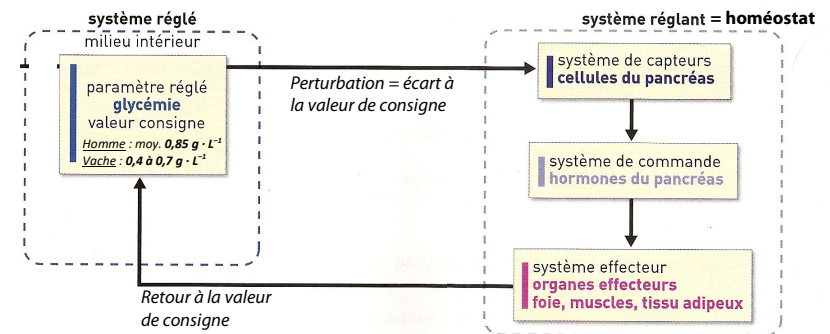 système réglé
milieu intérieur
paramètre réglé
glycémie
valeur consigne
Homme : moy. 0,85 g · L⁻¹
Vache : 0,4 à 0,7 g · L⁻¹
Perturbation = écart à
la valeur de consigne
système réglant = homéostat
système de capteurs
cellules du pancréas
système de commande
hormones du pancréas
système effecteur
organes effecteurs
foie, muscles, tissu adipeux
Retour à la valeur
de consigne